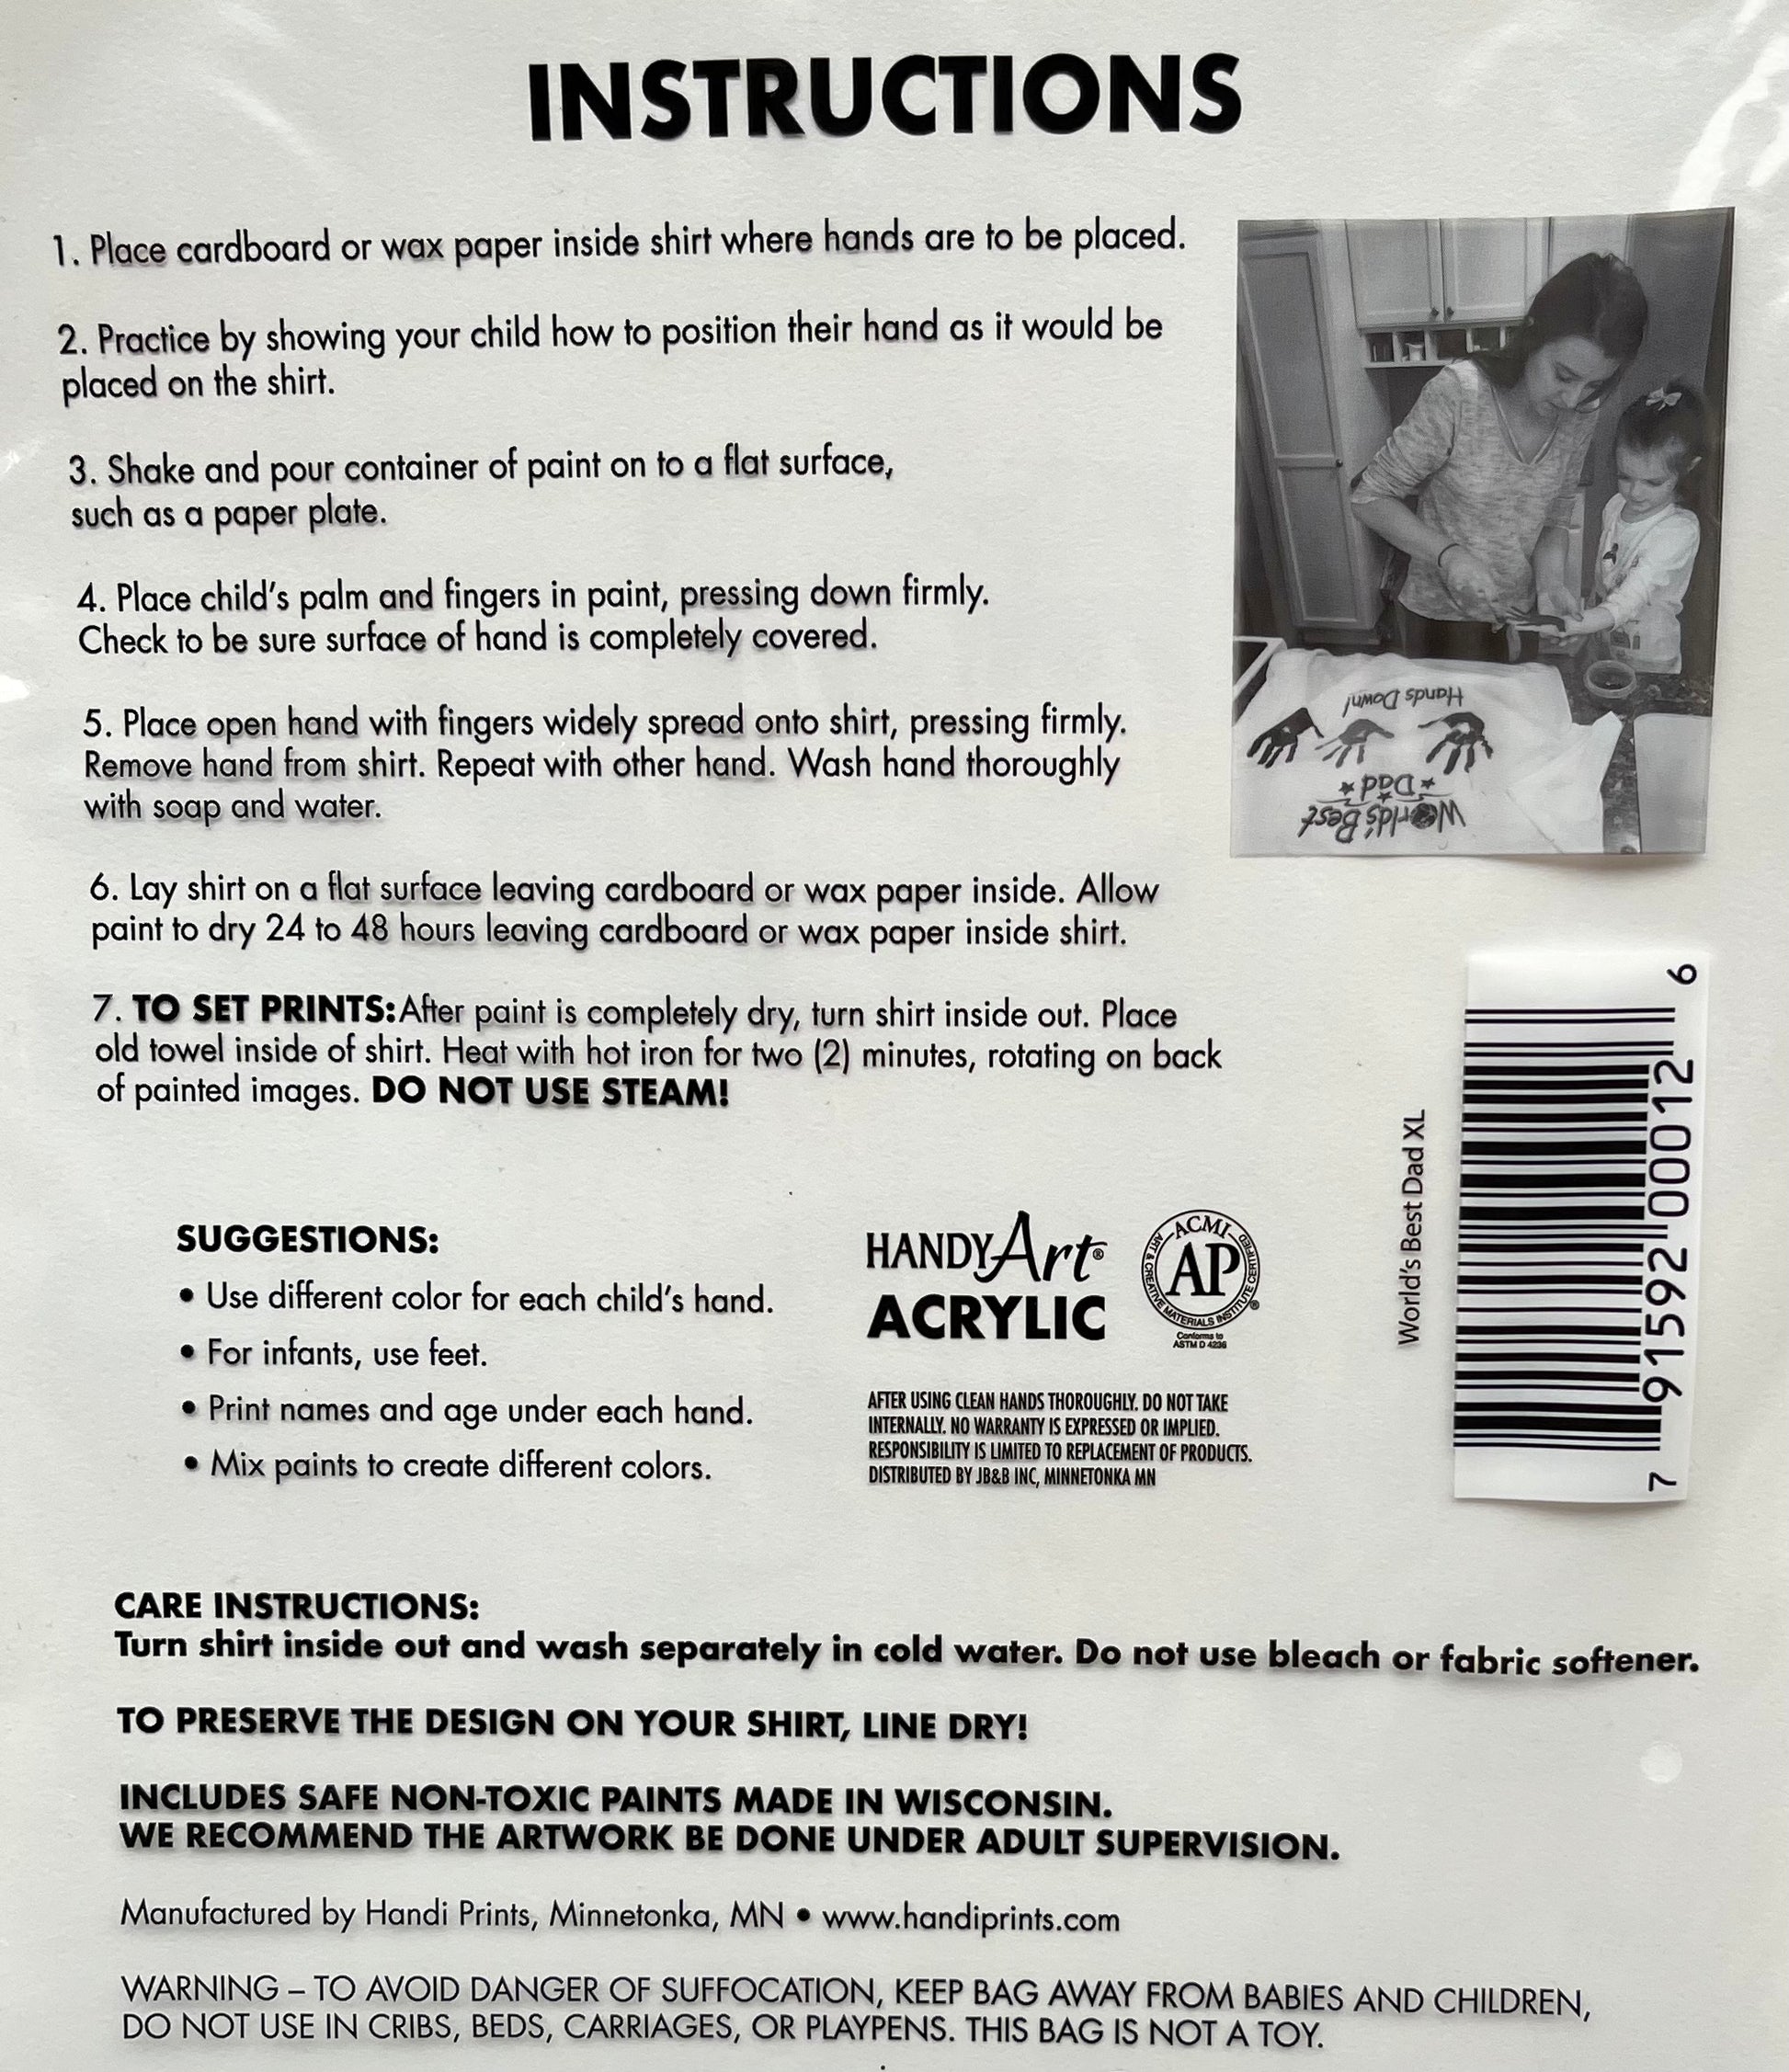 INSTRUCTIONS
1. Place cardboard or wax paper inside shirt where hands are to be placed.
2. Practice by showing your child how to position their hand as it would be
placed on the shirt.
3. Shake and pour container of paint on to a flat surface,
such as a paper plate.
4. Place child's palm and fingers in paint, pressing down firmly.
Check to be sure surface of hand is completely covered.
5. Place open hand with fingers widely spread onto shirt, pressing firmly.
Remove hand from shirt. Repeat with other hand. Wash hand thoroughly
with soap and water.
6. Lay shirt on a flat surface leaving cardboard or wax paper inside. Allow
paint to dry 24 to 48 hours leaving cardboard or wax paper inside shirt.
7. TO SET PRINTS:After paint is completely dry, turn shirt inside out. Place
old towel inside of shirt. Heat with hot iron for two (2) minutes, rotating on back
of painted images. DO NOT USE STEAM!
World's Best
Dad
Hands Down!
SUGGESTIONS:
• Use different color for each child's hand.
• For infants, use feet.
• Print names and age under each hand.
• Mix paints to create different colors.
HANDY Art®
ACRYLIC
ACMI
AP
ART & CREATIVE MATERIALS INSTITUTE CERTIFIED
®
Conforms to
ASTM D 4236
AFTER USING CLEAN HANDS THOROUGHLY. DO NOT TAKE
INTERNALLY. NO WARRANTY IS EXPRESSED OR IMPLIED.
RESPONSIBILITY IS LIMITED TO REPLACEMENT OF PRODUCTS.
DISTRIBUTED BY JB&B INC, MINNETONKA MN
World's Best Dad XL
7 91592 00012 6
CARE INSTRUCTIONS:
Turn shirt inside out and wash separately in cold water. Do not use bleach or fabric softener.
TO PRESERVE THE DESIGN ON YOUR SHIRT, LINE DRY!
INCLUDES SAFE NON-TOXIC PAINTS MADE IN WISCONSIN.
WE RECOMMEND THE ARTWORK BE DONE UNDER ADULT SUPERVISION.
Manufactured by Handi Prints, Minnetonka, MN • www.handiprints.com
WARNING – TO AVOID DANGER OF SUFFOCATION, KEEP BAG AWAY FROM BABIES AND CHILDREN,
DO NOT USE IN CRIBS, BEDS, CARRIAGES, OR PLAYPENS. THIS BAG IS NOT A TOY.